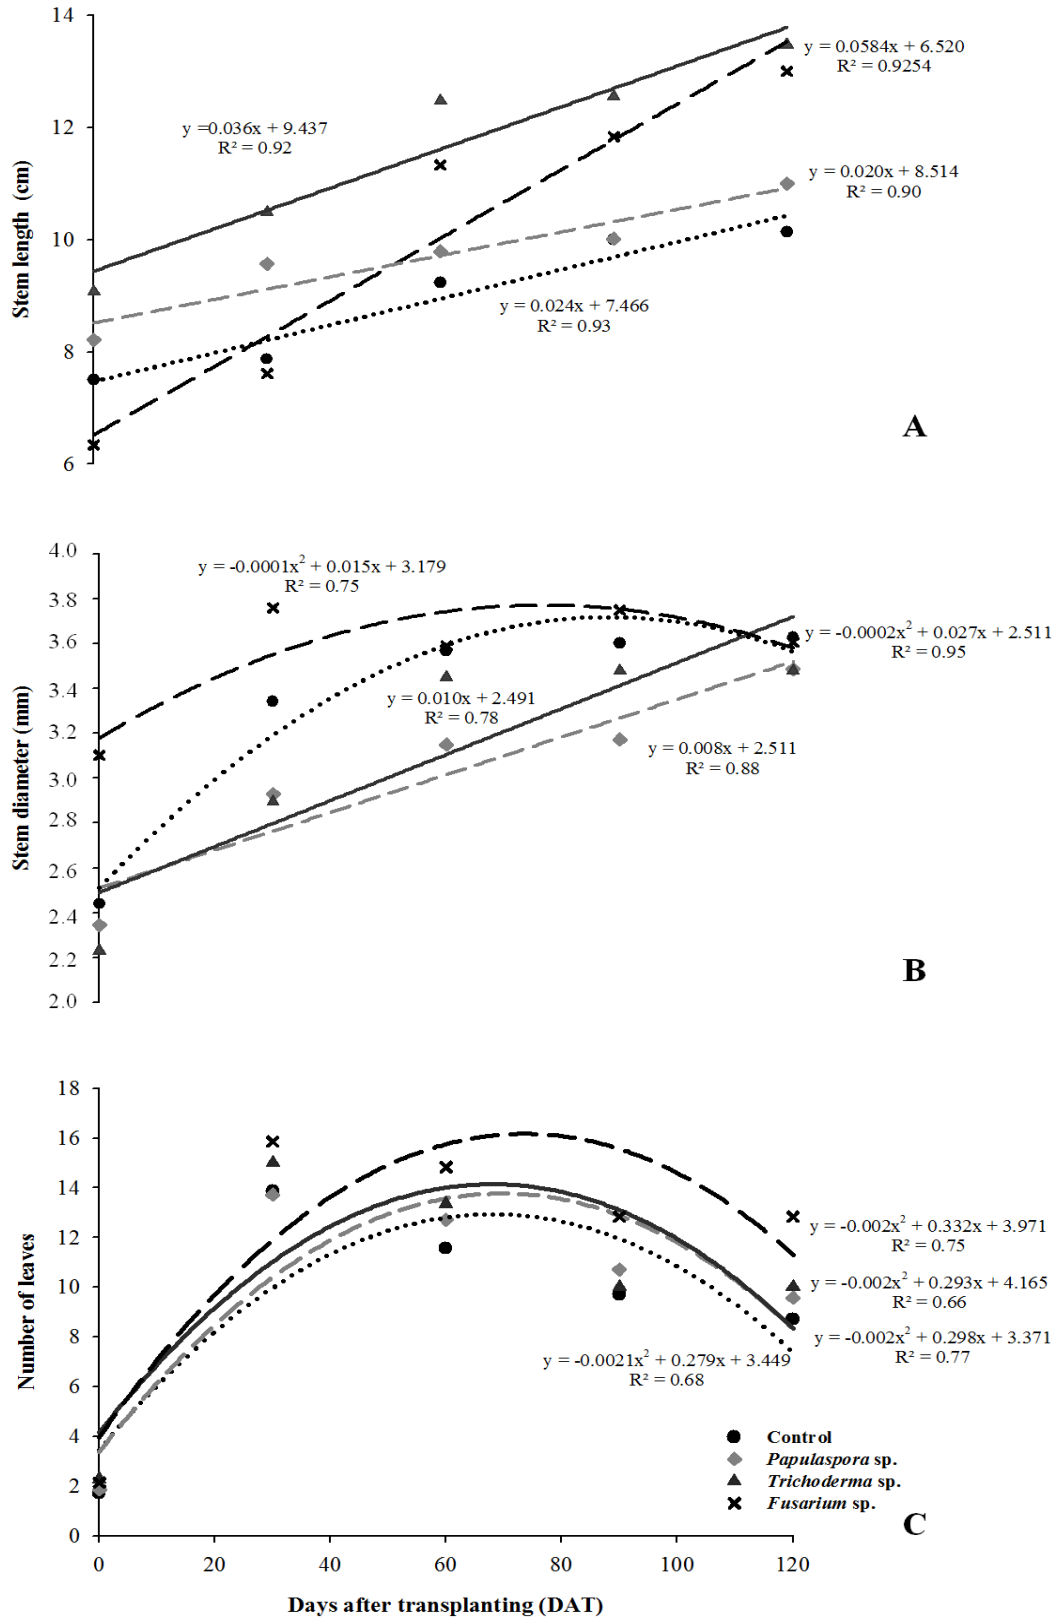 14
12
10
8
6
Stem length (cm)
y = 0.0584x + 6.520
R² = 0.9254
y =0.036x + 9.437
R² = 0.92
y = 0.020x + 8.514
R² = 0.90
y = 0.024x + 7.466
R² = 0.93
A
4.0
3.8
3.6
3.4
3.2
3.0
2.8
2.6
2.4
2.2
2.0
Stem diameter (mm)
y = -0.0001x² + 0.015x + 3.179
R² = 0.75
y = -0.0002x² + 0.027x + 2.511
R² = 0.95
y = 0.010x + 2.491
R² = 0.78
y = 0.008x + 2.511
R² = 0.88
B
18
16
14
12
10
8
6
4
2
0
Number of leaves
y = -0.002x² + 0.332x + 3.971
R² = 0.75
y = -0.002x² + 0.293x + 4.165
R² = 0.66
y = -0.002x² + 0.298x + 3.371
R² = 0.77
y = -0.0021x² + 0.279x + 3.449
R² = 0.68
Control
Papulaspora sp.
Trichoderma sp.
Fusarium sp.
C
0 20 40 60 80 100 120
Days after transplanting (DAT)